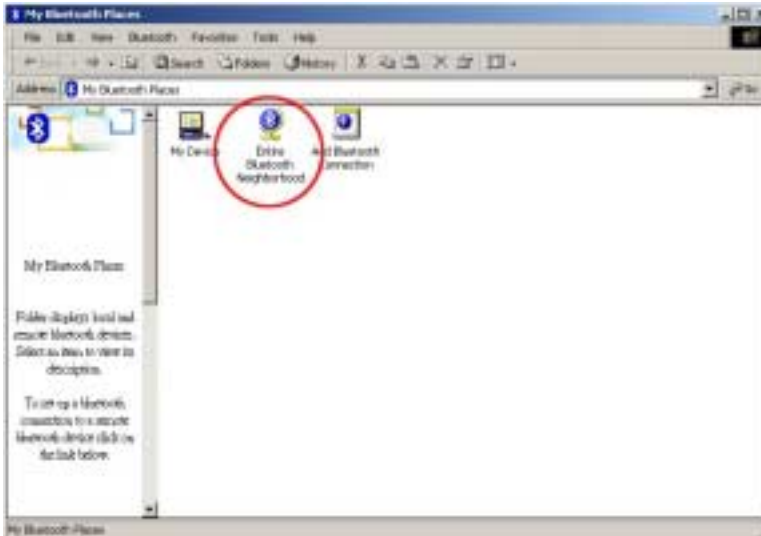 My Bluetooth Places
File Edit View Bluetooth Favorites Tools Help
Search Folders History
Address My Bluetooth Places
My Device
Entire Bluetooth Neighborhood
Add Bluetooth Connection
My Bluetooth Places
Folder displays local and
remote bluetooth devices.
Select an item to view its
description.
To set up a bluetooth
connection to a remote
bluetooth device click on
the link below.
My Bluetooth Places